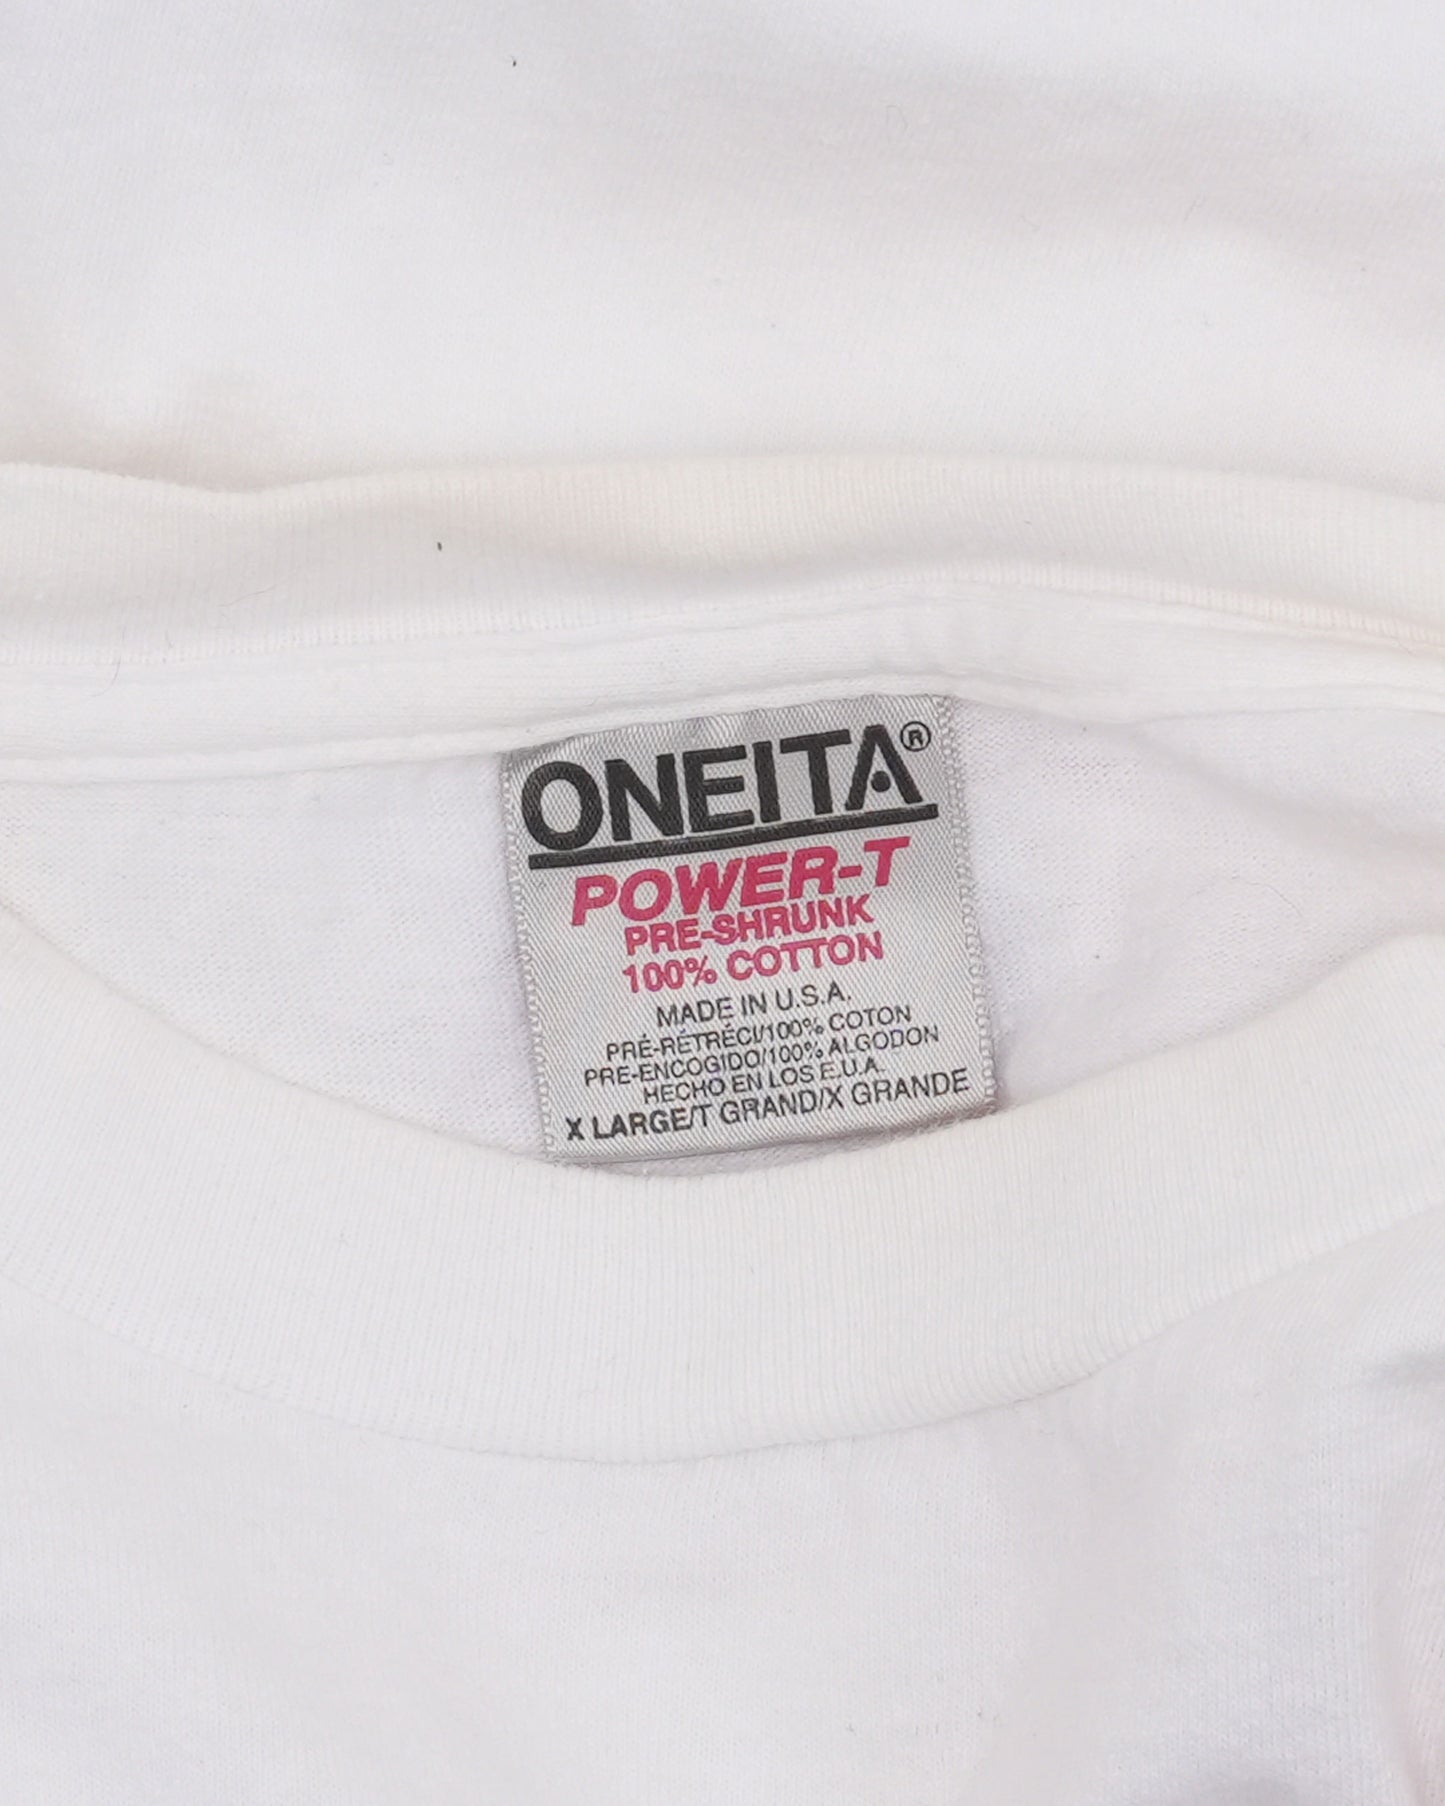 ONEITA®
POWER-T
PRE-SHRUNK
100% COTTON
MADE IN U.S.A.
PRÉ-RÉTRÉCI/100% COTON
PRE-ENCOGIDO/100% ALGODON
HECHO EN LOS E.U.A.
X LARGE/T GRAND/X GRANDE